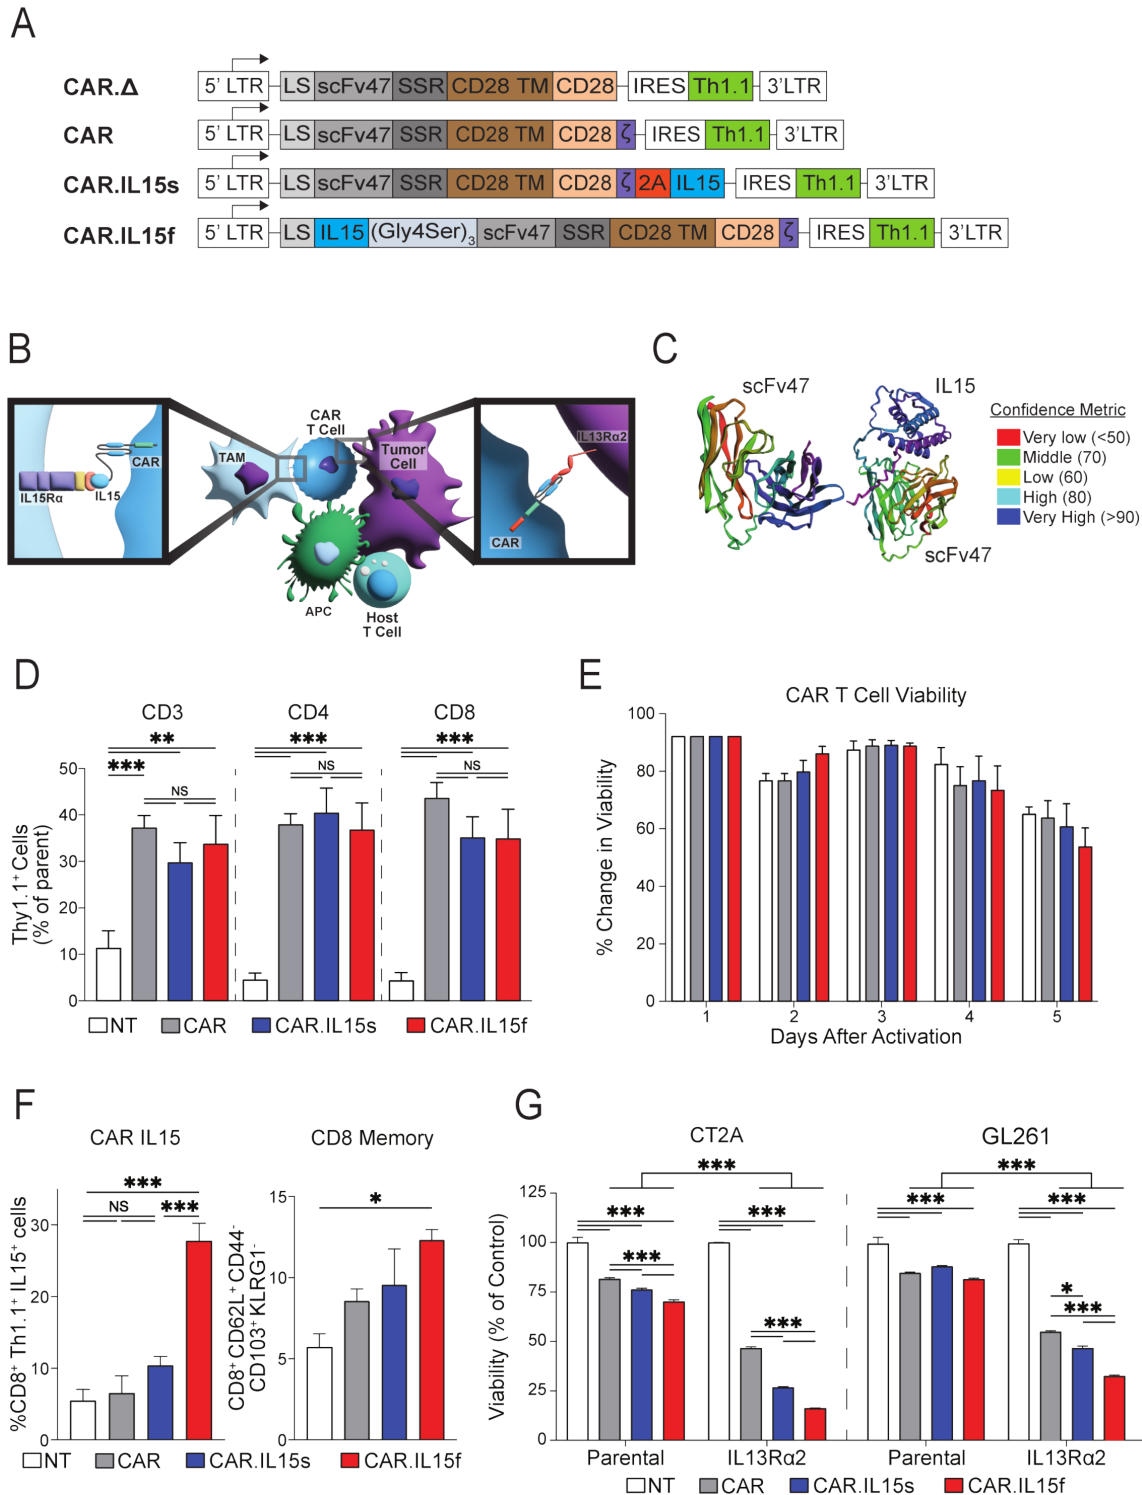 A
CAR.Δ 5' LTR LS scFv47 SSR CD28 TM CD28 IRES Th1.1 3'LTR
CAR 5' LTR LS scFv47 SSR CD28 TM CD28 ζ IRES Th1.1 3'LTR
CAR.IL15s 5' LTR LS scFv47 SSR CD28 TM CD28 ζ 2A IL15 IRES Th1.1 3'LTR
CAR.IL15f 5' LTR LS IL15 (Gly4Ser)3 scFv47 SSR CD28 TM CD28 ζ IRES Th1.1 3'LTR
B
CAR
IL15Rα
IL15
TAM
CAR
T Cell
Tumor
Cell
APC
Host
T Cell
IL13Rα2
CAR
C
scFv47
IL15
scFv47
Confidence Metric
Very low (<50)
Middle (70)
Low (60)
High (80)
Very High (>90)
D
CD3
CD4
CD8
** *** ***
***
NS NS NS
Thy1.1+ Cells
(% of parent)
50
40
30
20
10
0
NT CAR CAR.IL15s CAR.IL15f
E
CAR T Cell Viability
% Change in Viability
100
80
60
40
20
0
1 2 3 4 5
Days After Activation
F
CAR IL15
%CD8+ Th1.1+ IL15+ cells
***
NS ***
30
20
10
0
CD8 Memory
CD8+ CD62L+ CD44-
CD103+ KLRG1-
*
15
10
5
0
NT CAR CAR.IL15s CAR.IL15f
G
CT2A
GL261
*** ***
*** *** *** ***
*** *** * ***
Viability (% of Control)
125
100
75
50
25
0
Parental IL13Rα2 Parental IL13Rα2
NT CAR CAR.IL15s CAR.IL15f